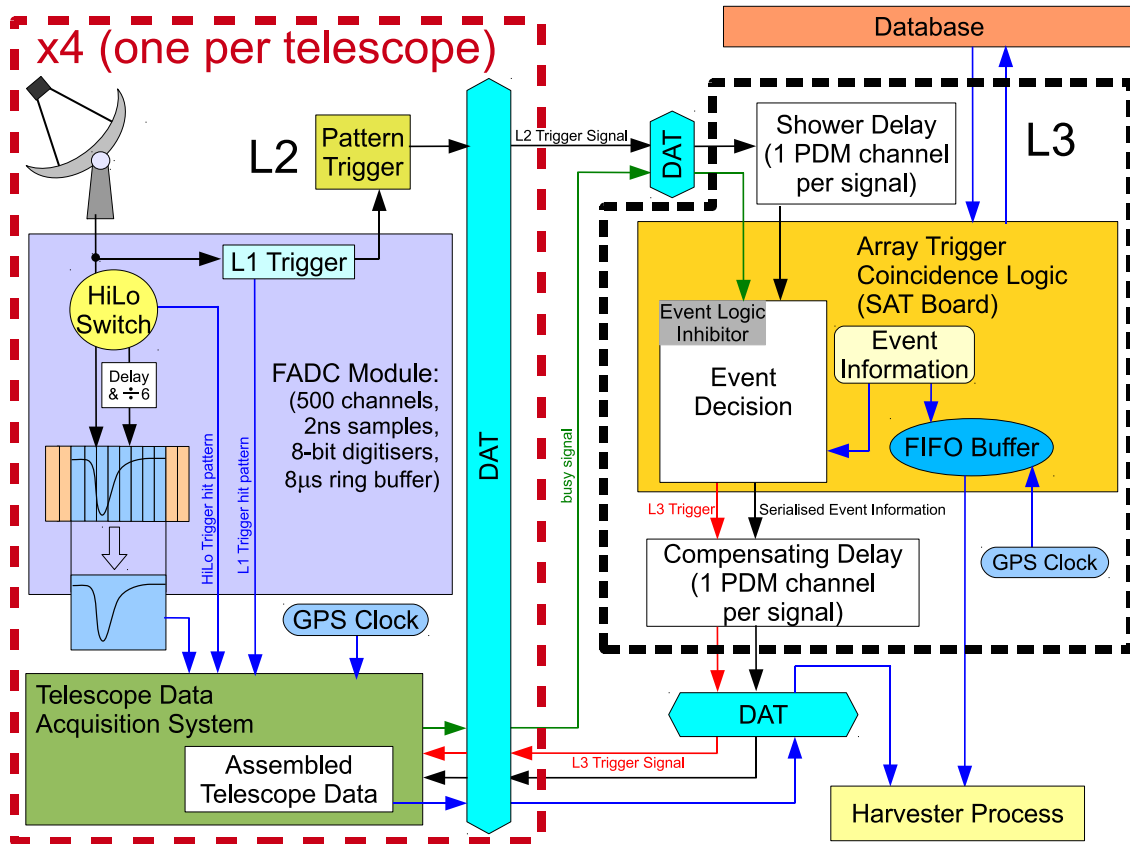 x4 (one per telescope)
L2
Pattern
Trigger
L1 Trigger
HiLo
Switch
Delay
& ÷6
FADC Module:
(500 channels,
2ns samples,
8-bit digitisers,
8μs ring buffer)
HiLo Trigger hit pattern
L1 Trigger hit pattern
GPS Clock
Telescope Data
Acquisition System
Assembled
Telescope Data
DAT
L2 Trigger Signal
busy signal
DAT
Database
L3
Shower Delay
(1 PDM channel
per signal)
Array Trigger
Coincidence Logic
(SAT Board)
Event Logic
Inhibitor
Event
Decision
Event
Information
FIFO Buffer
L3 Trigger
Serialised Event Information
GPS Clock
Compensating Delay
(1 PDM channel
per signal)
DAT
L3 Trigger Signal
Harvester Process